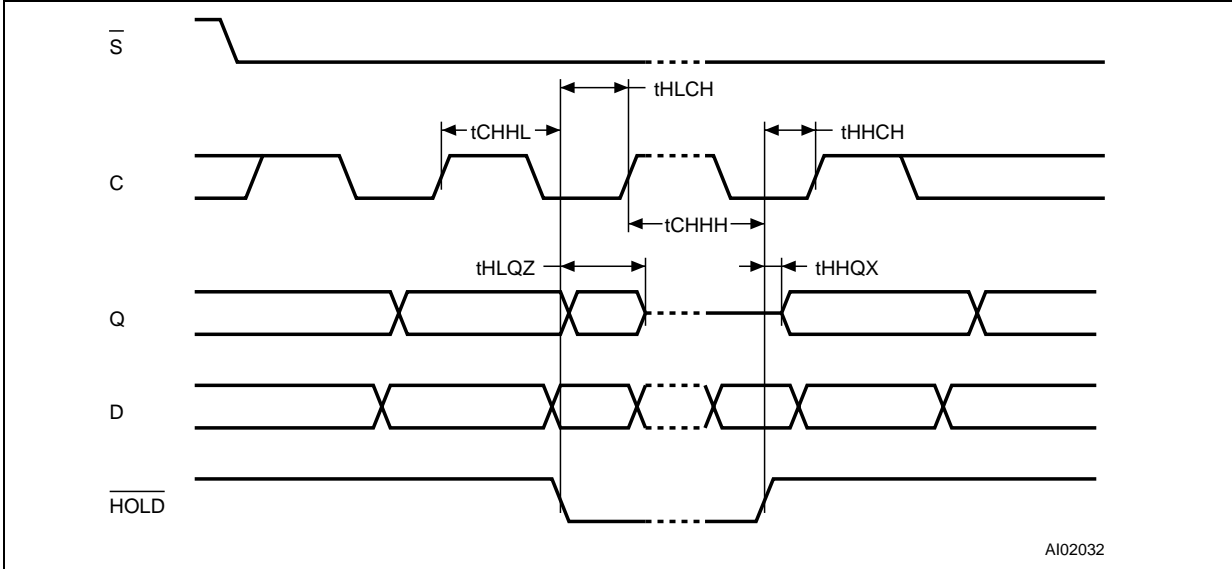 S
tHLCH
tCHHL
tHHCH
C
tCHHH
tHLQZ
tHHQX
Q
D
HOLD
AI02032